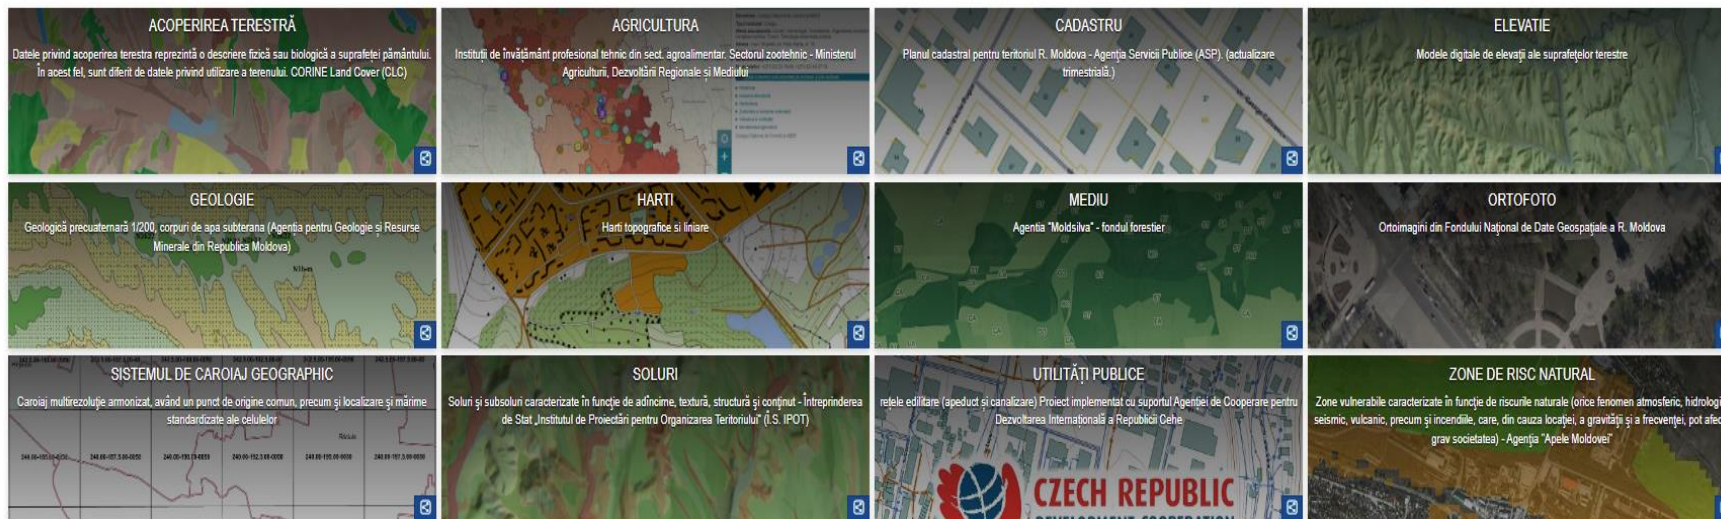 ACOPERIREA TERESTRĂ
Datele privind acoperirea terestra reprezintă o descriere fizică sau biologică a suprafeței pământului.
În acest fel, sunt diferit de datele privind utilizare a terenului. CORINE Land Cover (CLC)
AGRICULTURA
Instituții de învățământ profesional tehnic din sect. agroalimentar. Sectorul zootehnic - Ministerul
Agriculturii, Dezvoltării Regionale și Mediului
CADASTRU
Planul cadastral pentru teritoriul R. Moldova - Agenția Servicii Publice (ASP). (actualizare
trimestrială.)
ELEVATIE
Modele digitale de elevații ale suprafețelor terestre
GEOLOGIE
Geologică precuaternară 1/200, corpuri de apa subterana (Agentia pentru Geologie și Resurse
Minerale din Republica Moldova)
HARTI
Harti topografice si liniare
MEDIU
Agentia "Moldsilva" - fondul forestier
ORTOFOTO
Ortoimagini din Fondului Național de Date Geospațiale a R. Moldova
SISTEMUL DE CAROIAJ GEOGRAPHIC
Caroiaj multirezoluție armonizat, având un punct de origine comun, precum și localizare și mărime
standardizate ale celulelor
SOLURI
Soluri și subsoluri caracterizate în funcție de adîncime, textură, structură și conținut - Întreprinderea
de Stat „Institutul de Proiectări pentru Organizarea Teritoriului" (Î.S. IPOT)
UTILITĂȚI PUBLICE
rețele edilitare (apeduct și canalizare) Proiect implementat cu suportul Agenției de Cooperare pentru
Dezvoltarea Internațională a Republicii Cehe
CZECH REPUBLIC
DEVELOPMENT COOPERATION
ZONE DE RISC NATURAL
Zone vulnerabile caracterizate în funcție de riscurile naturale (orice fenomen atmosferic, hidrologi
seismic, vulcanic, precum și incendiile, care, din cauza locației, a gravității și a frecvenței, pot afec
grav societatea) - Agenția "Apele Moldovei"